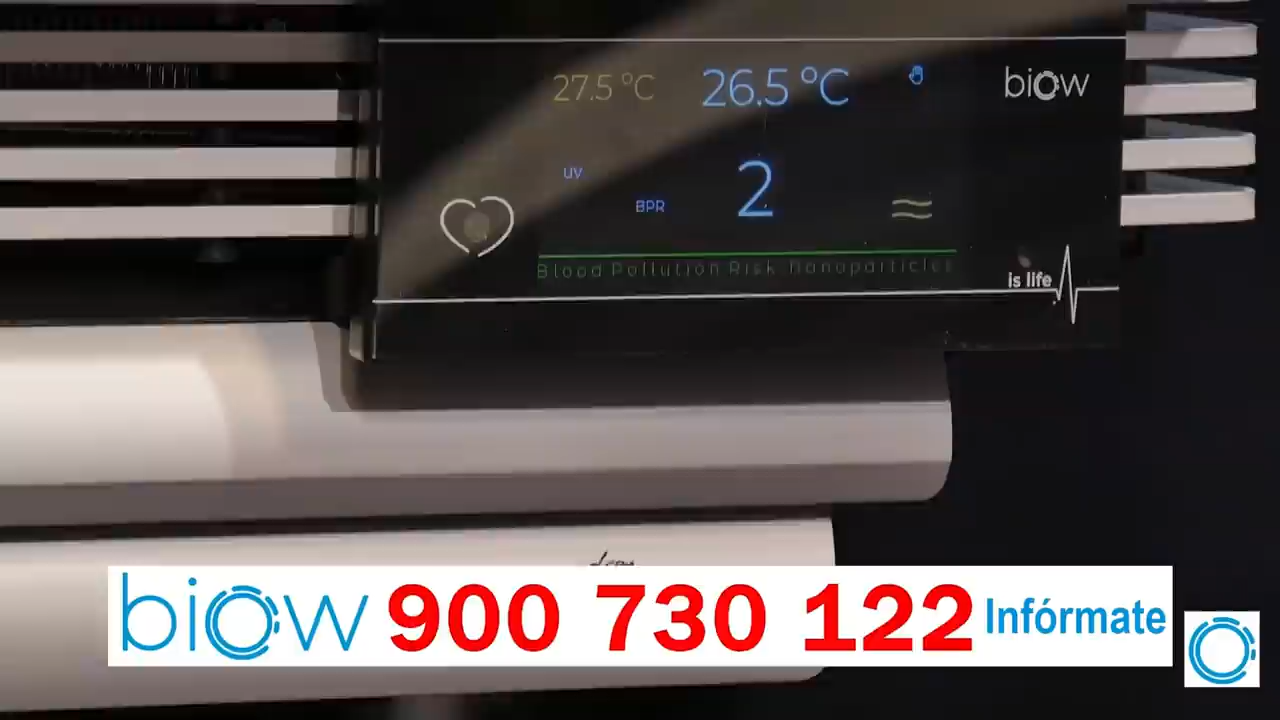 27.5 °C 26.5 °C
biow
UV
BPR
2
Blood Pollution Risk Nanoparticles
is life
biow 900 730 122 Infórmate